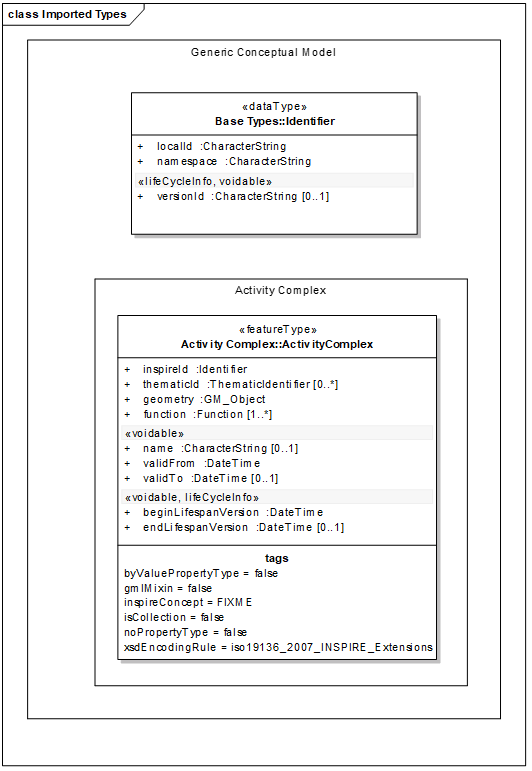 class Imported Types
Generic Conceptual Model
«dataType»
Base Types::Identifier
+ localId :CharacterString
+ namespace :CharacterString
«lifeCycleInfo, voidable»
+ versionId :CharacterString [0..1]
Activity Complex
«featureType»
Activity Complex::ActivityComplex
+ inspireId :Identifier
+ thematicId :ThematicIdentifier [0..*]
+ geometry :GM_Object
+ function :Function [1..*]
«voidable»
+ name :CharacterString [0..1]
+ validFrom :DateTime
+ validTo :DateTime [0..1]
«voidable, lifeCycleInfo»
+ beginLifespanVersion :DateTime
+ endLifespanVersion :DateTime [0..1]
tags
byValuePropertyType = false
gmlMixin = false
inspireConcept = FIXME
isCollection = false
noPropertyType = false
xsdEncodingRule = iso19136_2007_INSPIRE_Extensions